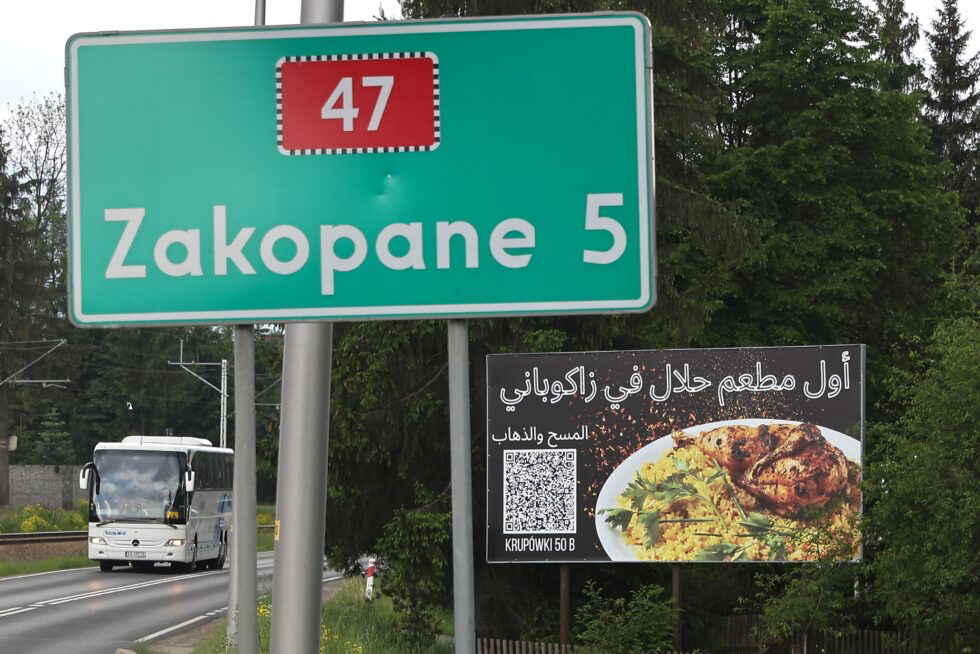 47
Zakopane 5
أول مطعم حلال في زاكوباني
المسح والذهاب
KRUPÓWKI 50 B